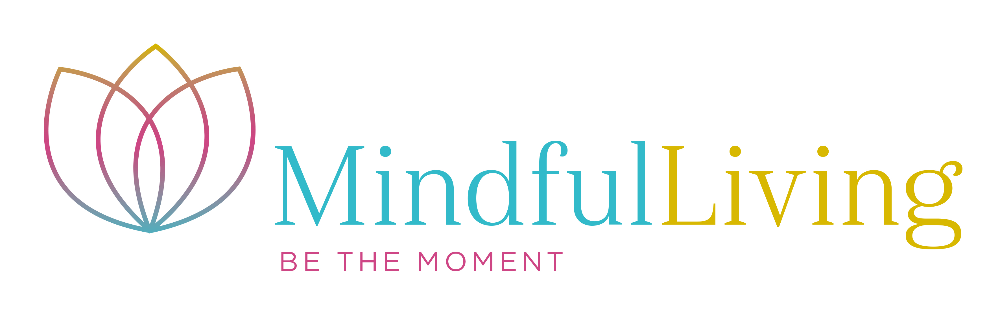 MindfulLiving
BE THE MOMENT